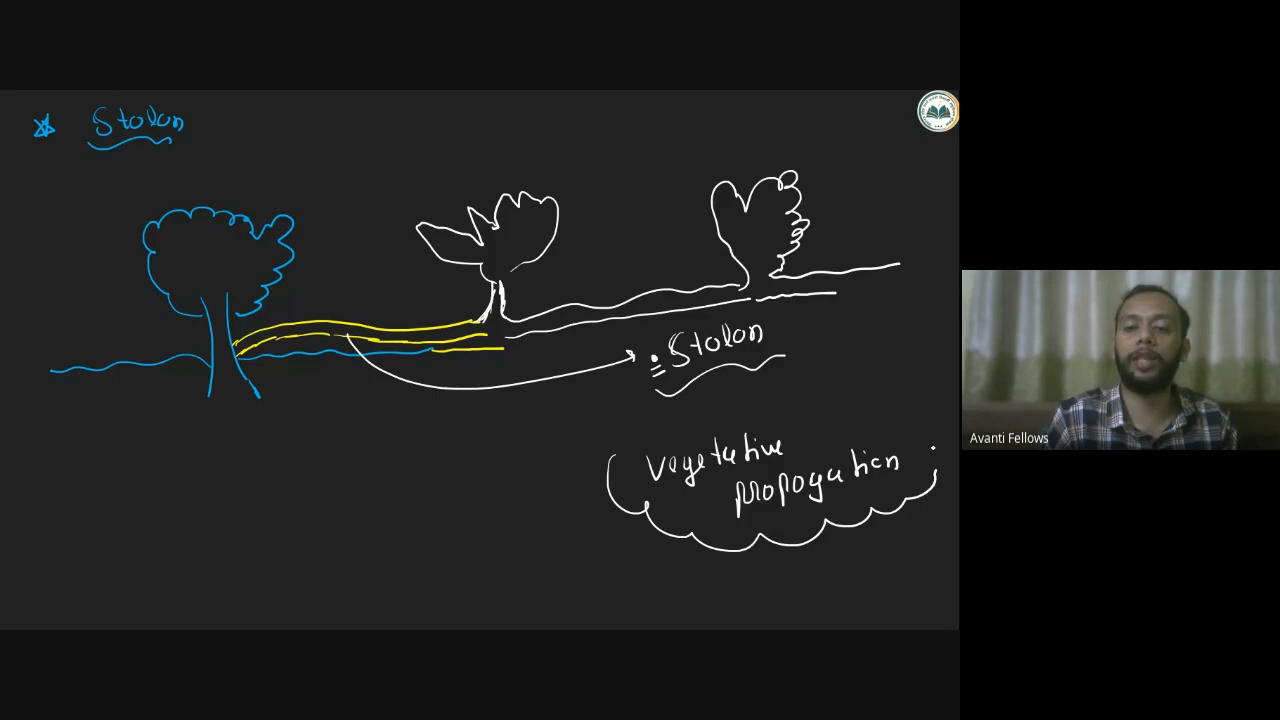 Stolon
Stolon
vegetative
propogation
Avanti Fellows